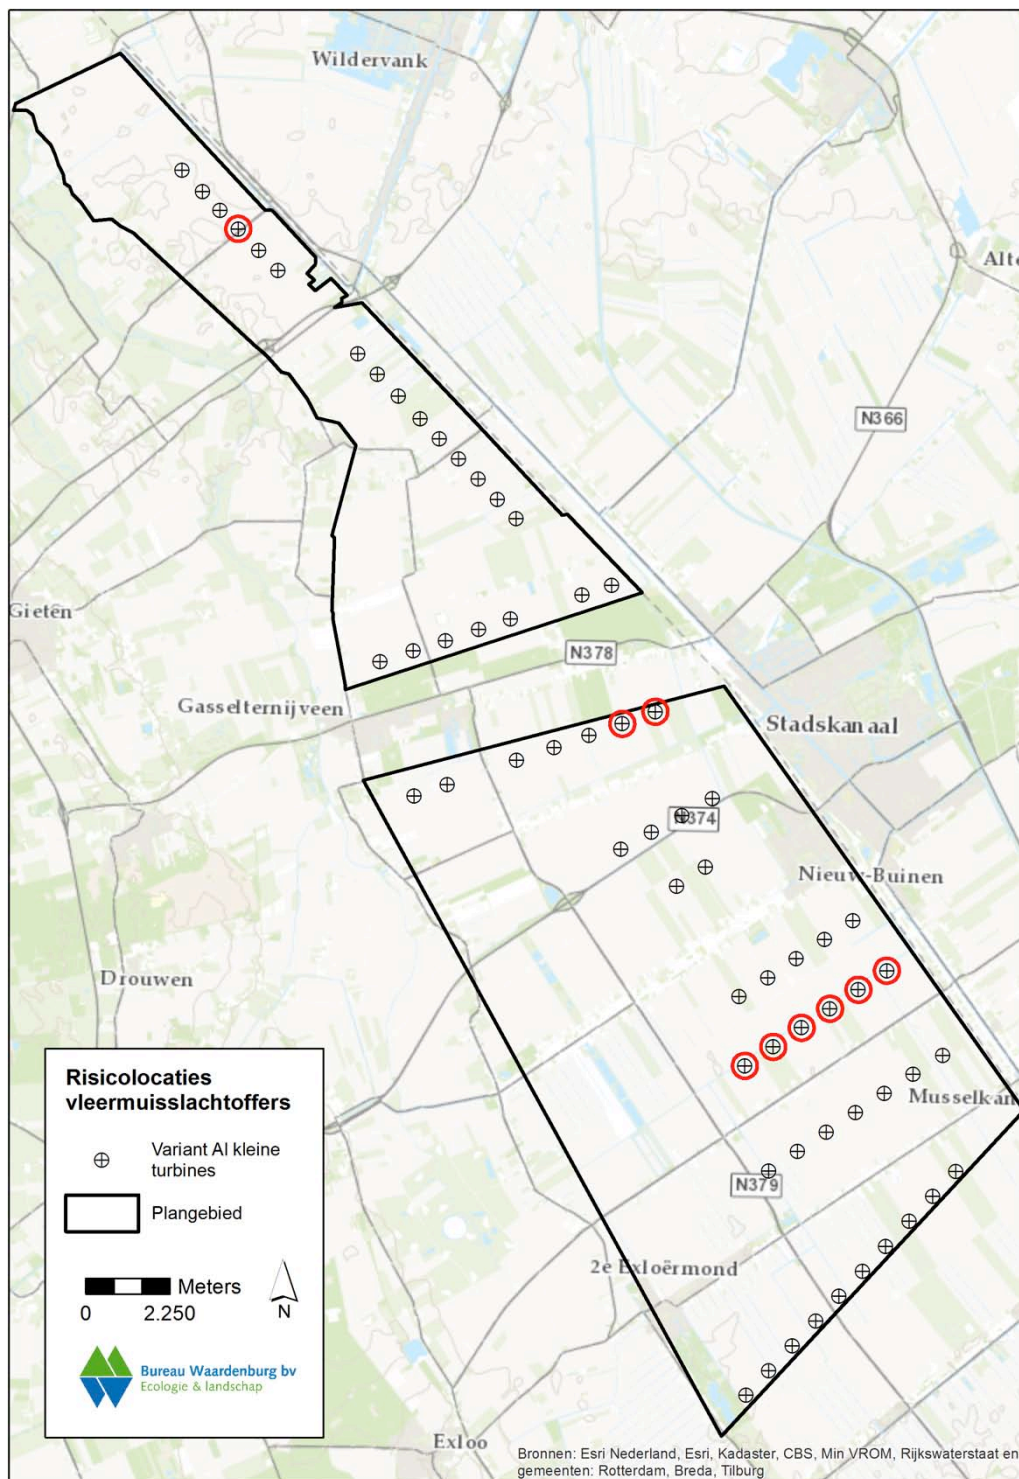 Wildervank
Alte
N366
Gieten
N378
Gasselternijveen
Stadskanaal
N374
Nieuw-Buinen
Drouwen
Musselkan
N379
2e Exloërmond
Exloo
Risicolocaties
vleermuisslachtoffers
Variant Al kleine
turbines
Plangebied
Meters
0 2.250
N
Bureau Waardenburg bv
Ecologie & landschap
Bronnen: Esri Nederland, Esri, Kadaster, CBS, Min VROM, Rijkswaterstaat en
gemeenten: Rotterdam, Breda, Tilburg